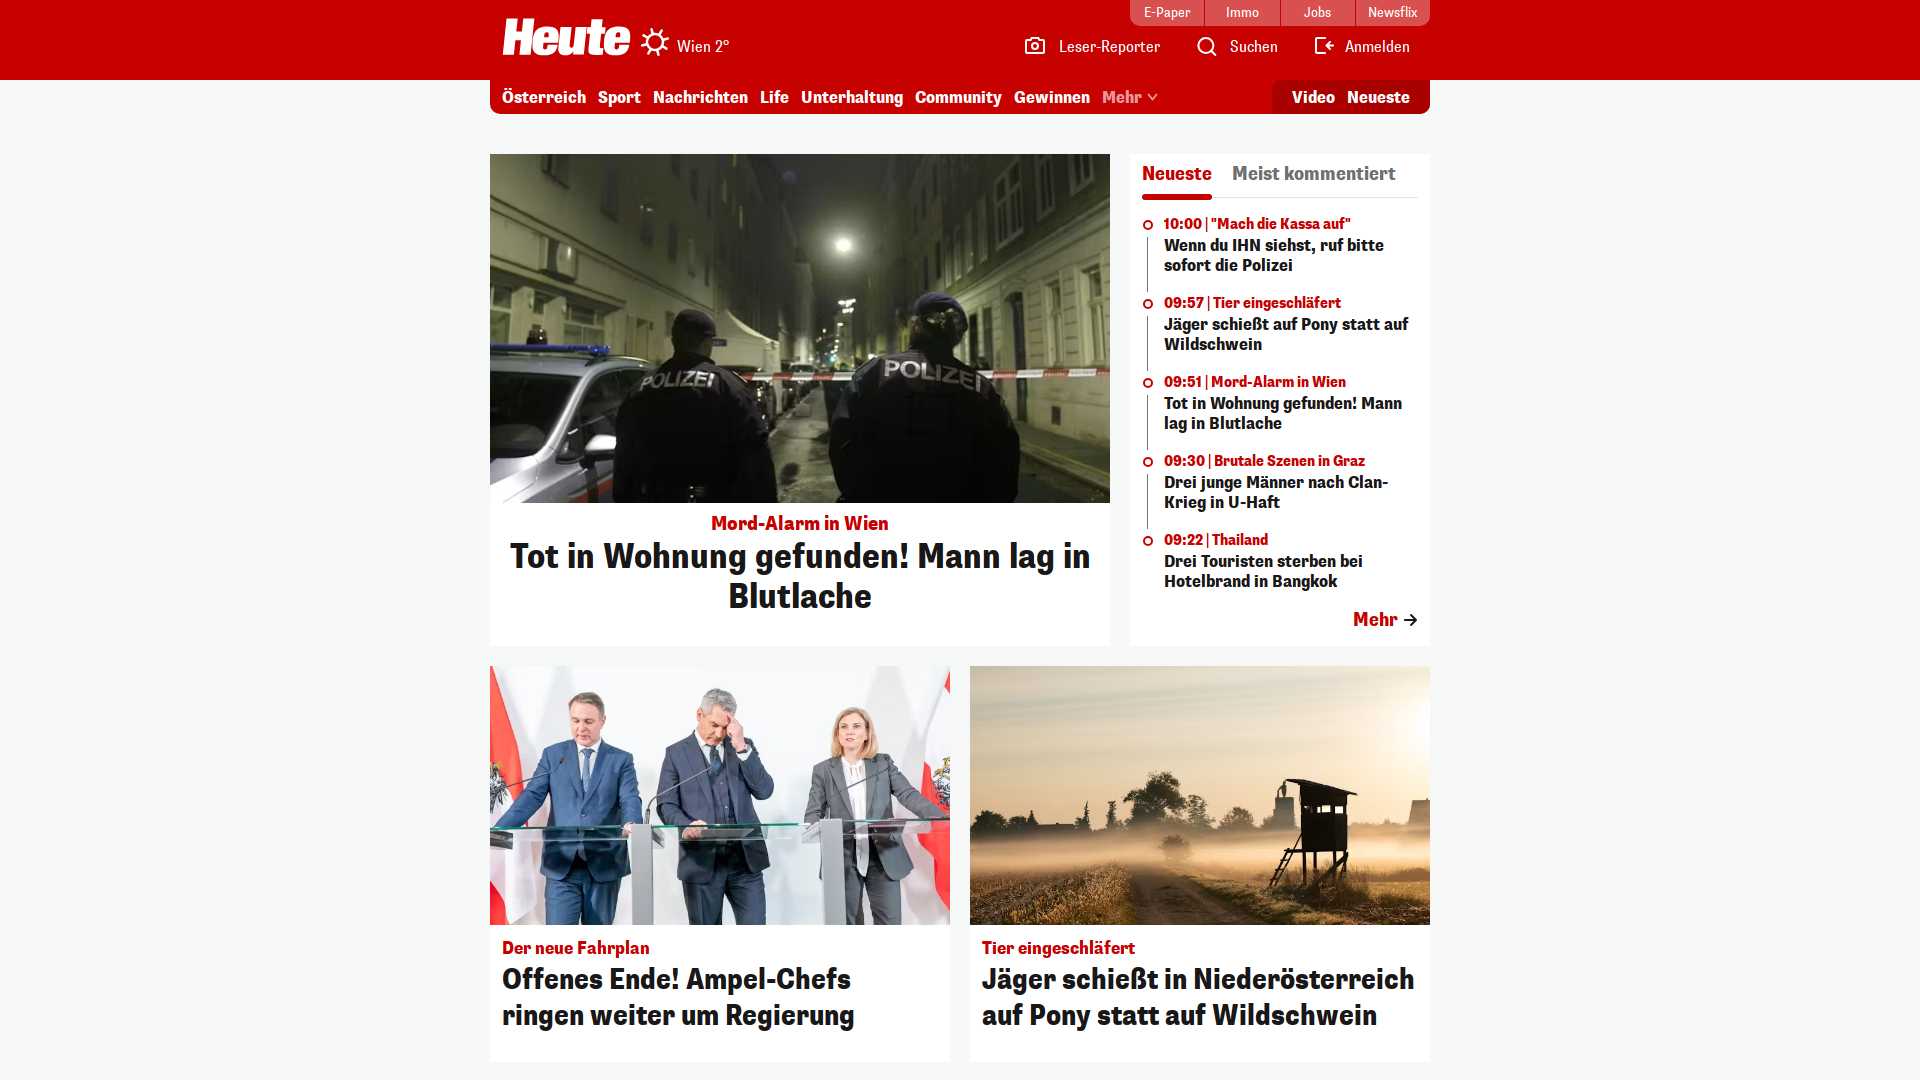 E-Paper
Immo
Jobs
Newsflix
Heute
Wien 2°
Leser-Reporter
Suchen
Anmelden
Österreich
Sport
Nachrichten
Life
Unterhaltung
Community
Gewinnen
Mehr
Video
Neueste
POLIZEI
POLIZEI
Mord-Alarm in Wien
Tot in Wohnung gefunden! Mann lag in
Blutlache
Neueste
Meist kommentiert
10:00 | "Mach die Kassa auf"
Wenn du IHN siehst, ruf bitte
sofort die Polizei
09:57 | Tier eingeschläfert
Jäger schießt auf Pony statt auf
Wildschwein
09:51 | Mord-Alarm in Wien
Tot in Wohnung gefunden! Mann
lag in Blutlache
09:30 | Brutale Szenen in Graz
Drei junge Männer nach Clan-
Krieg in U-Haft
09:22 | Thailand
Drei Touristen sterben bei
Hotelbrand in Bangkok
Mehr
Der neue Fahrplan
Offenes Ende! Ampel-Chefs
ringen weiter um Regierung
Tier eingeschläfert
Jäger schießt in Niederösterreich
auf Pony statt auf Wildschwein